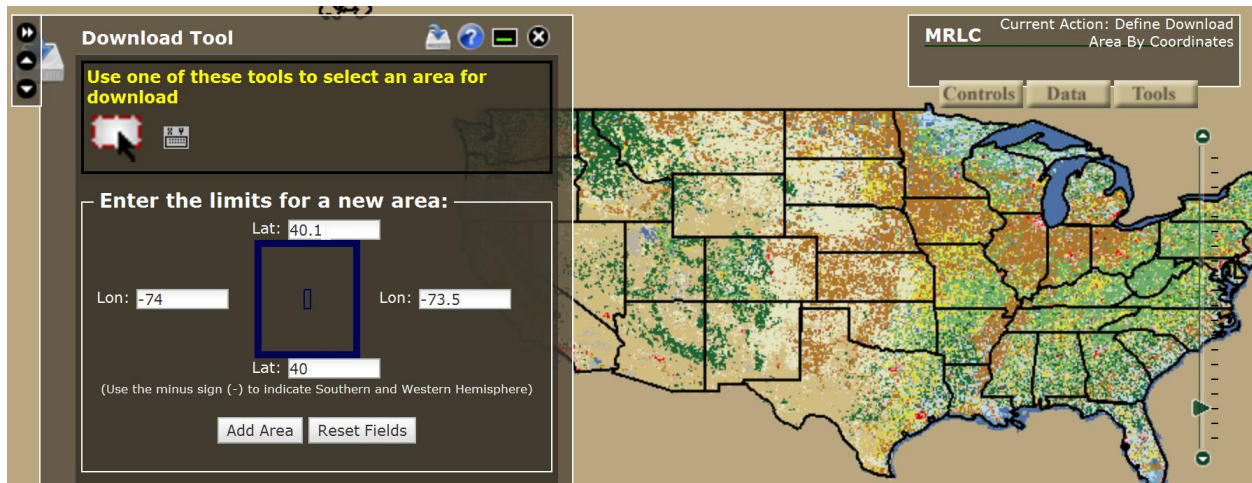 Download Tool
Use one of these tools to select an area for
download
X Y
Enter the limits for a new area:
Lat: 40.1
Lon: -74
Lon: -73.5
Lat: 40
(Use the minus sign (-) to indicate Southern and Western Hemisphere)
Add Area Reset Fields
MRLC
Current Action: Define Download
Area By Coordinates
Controls Data Tools